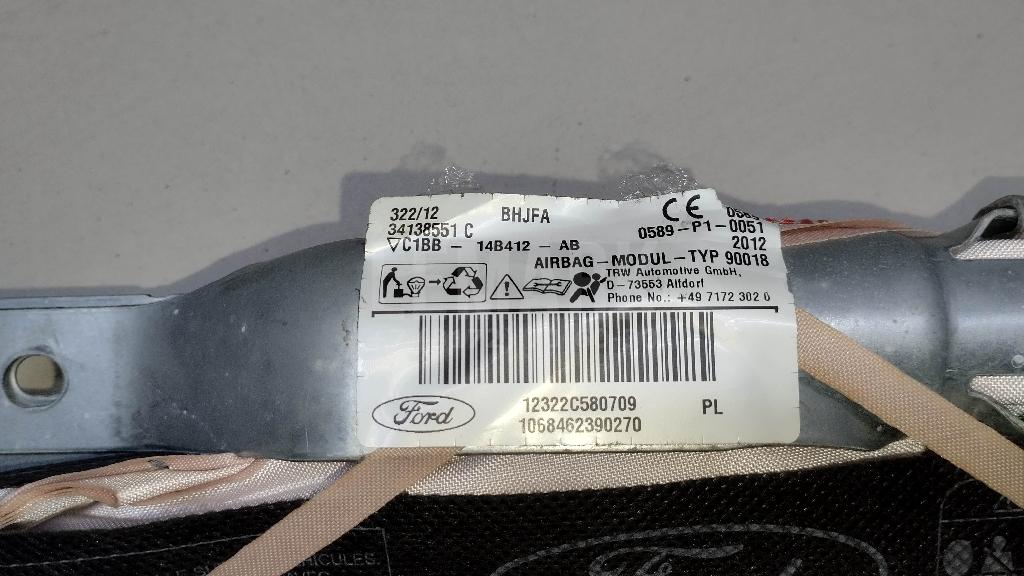 322/12
BHJFA
34138551 C
0589-P1-0051
▽C1BB - 14B412 - AB
2012
AIRBAG-MODUL-TYP 90018
TRW Automotive GmbH,
D-73553 Alfdorf
Phone No.: +49 7172 302 0
Ford
12322C580709
PL
1068462390270